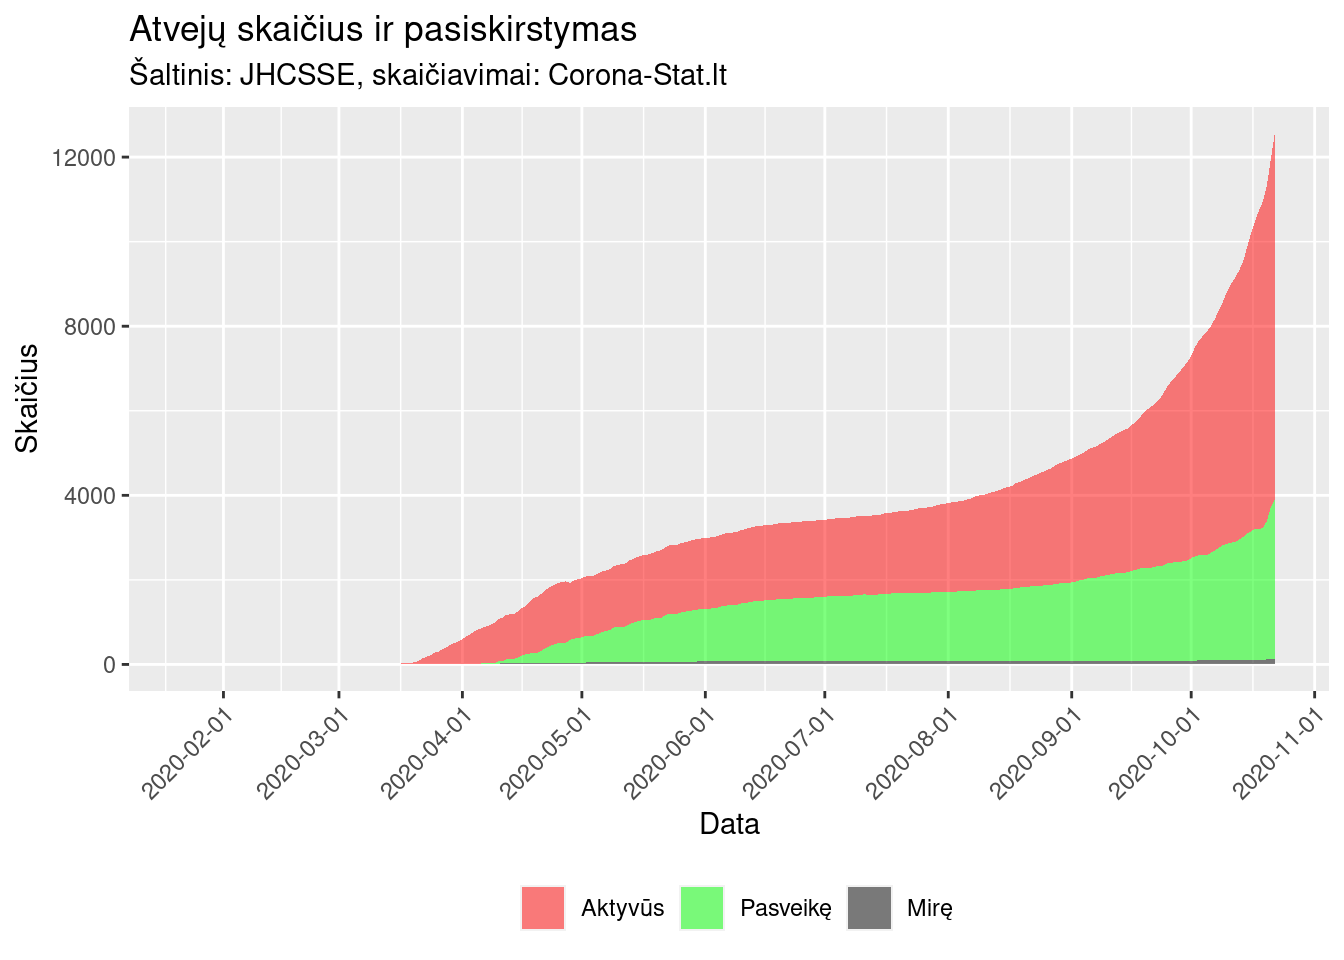 Atvejų skaičius ir pasiskirstymas
Šaltinis: JHCSSE, skaičiavimai: Corona-Stat.lt
Skaičius
12000
8000
4000
0
2020-02-01
2020-03-01
2020-04-01
2020-05-01
2020-06-01
2020-07-01
2020-08-01
2020-09-01
2020-10-01
2020-11-01
Data
Aktyvūs Pasveikę Mirę